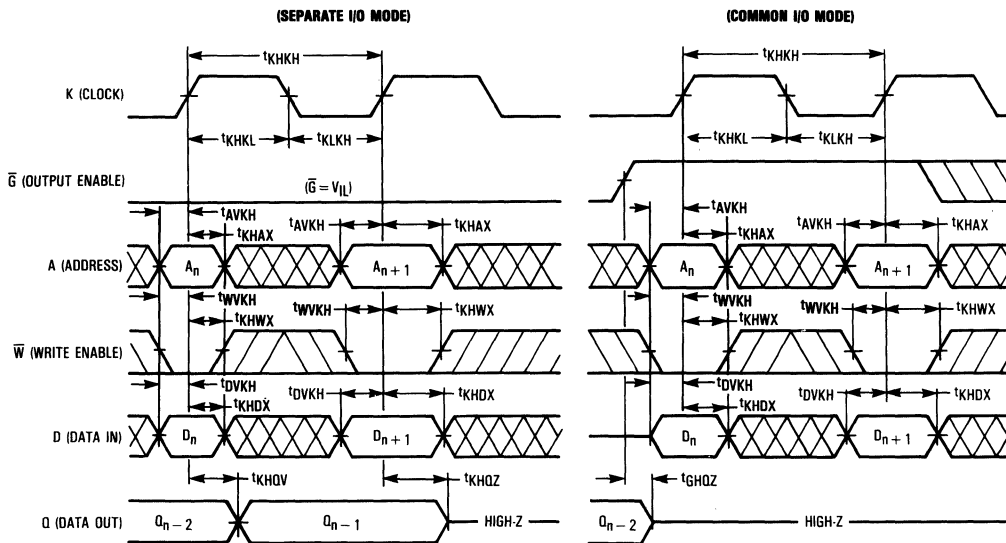 (SEPARATE I/O MODE) (COMMON I/O MODE)
tKHKH tKHKH
K (CLOCK)
tKHKL tKLKH tKHKL tKLKH
G̅ (OUTPUT ENABLE) (G̅ = VIL)
tAVKH tAVKH tAVKH tAVKH
tKHAX tKHAX tKHAX tKHAX
A (ADDRESS) An An + 1 An An + 1
tWVKH tWVKH tWVKH tWVKH
tKHWX tKHWX tKHWX tKHWX
W̅ (WRITE ENABLE)
tDVKH tDVKH tDVKH tDVKH
tKHDX tKHDX tKHDX tKHDX
D (DATA IN) Dn Dn + 1 Dn Dn + 1
tKHQV tKHQZ tGHQZ
Q (DATA OUT) Qn − 2 Qn − 1 HIGH-Z Qn − 2 HIGH-Z